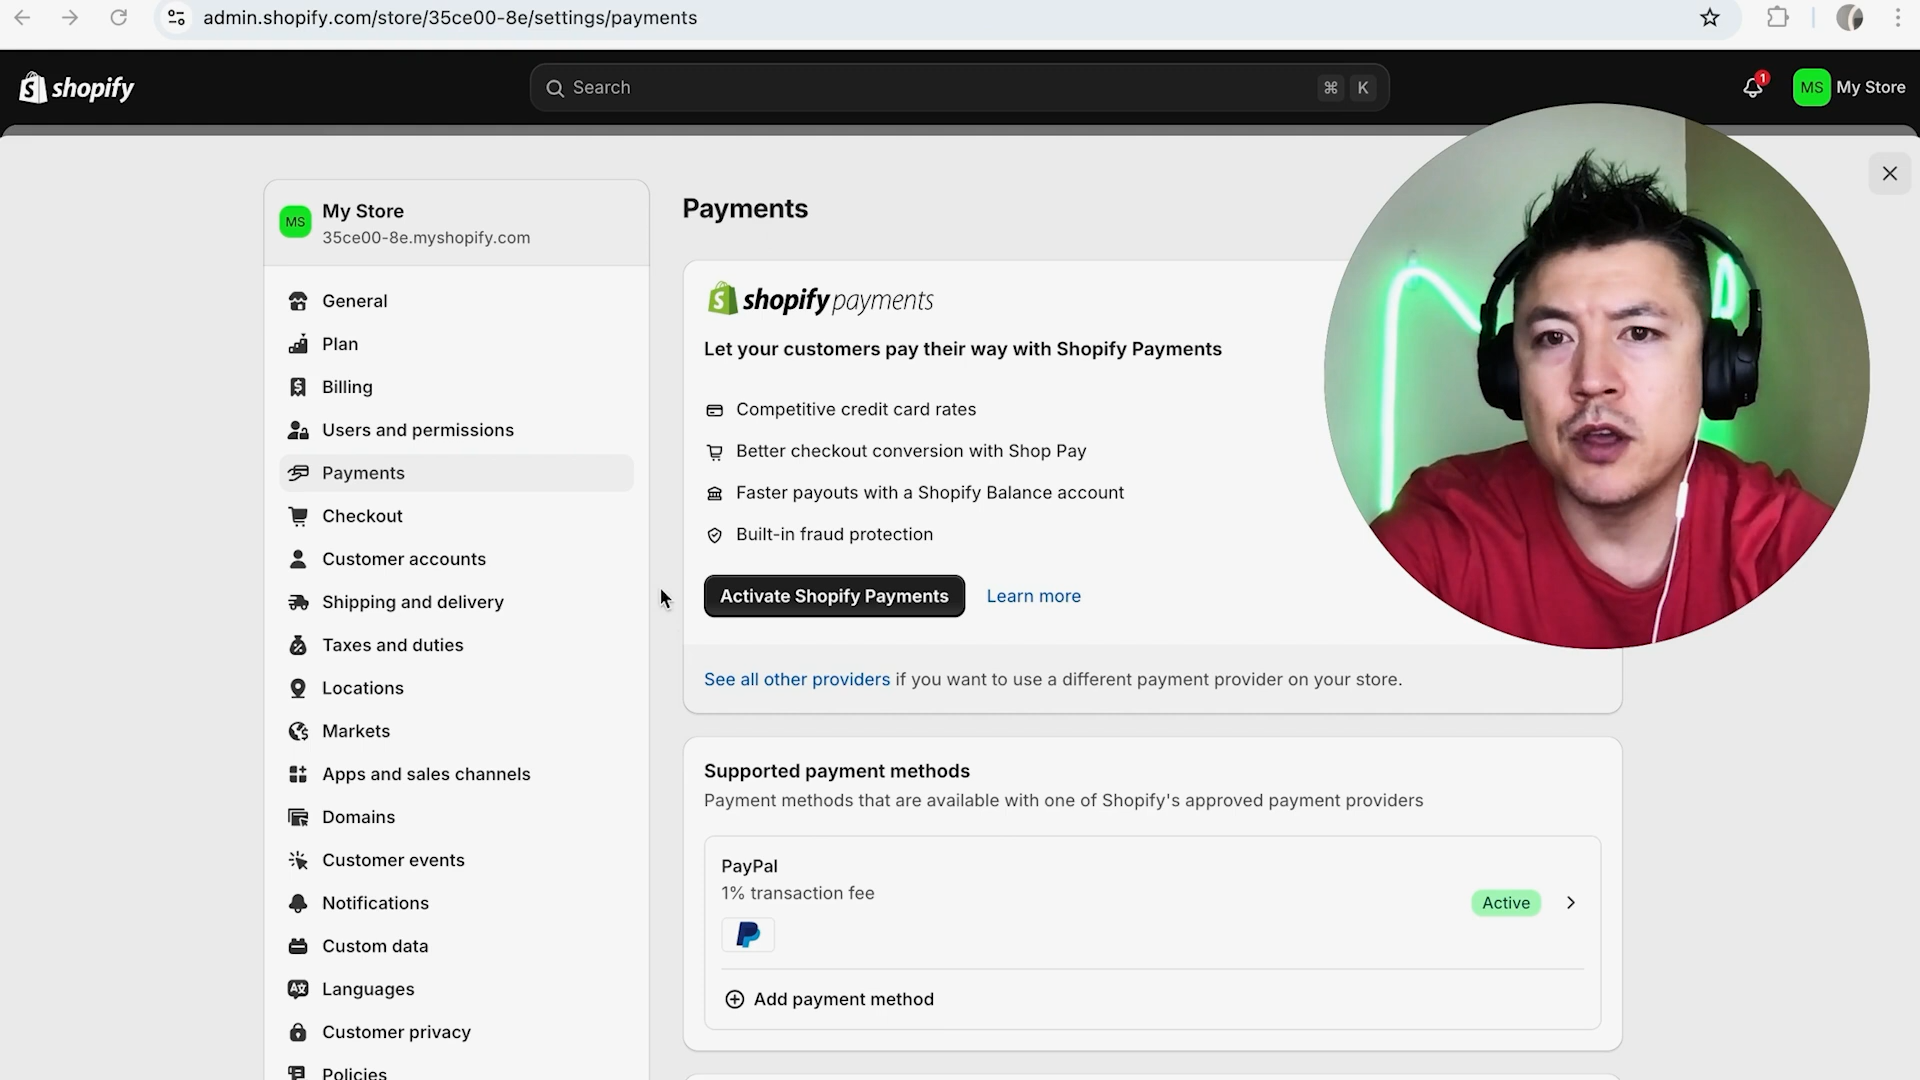 admin.shopify.com/store/35ce00-8e/settings/payments
shopify
Search
⌘ K
1
MS
My Store
MS
My Store
35ce00-8e.myshopify.com
General
Plan
Billing
Users and permissions
Payments
Checkout
Customer accounts
Shipping and delivery
Taxes and duties
Locations
Markets
Apps and sales channels
Domains
Customer events
Notifications
Custom data
Languages
Customer privacy
Policies
Payments
shopify payments
Let your customers pay their way with Shopify Payments
Competitive credit card rates
Better checkout conversion with Shop Pay
Faster payouts with a Shopify Balance account
Built-in fraud protection
Activate Shopify Payments
Learn more
See all other providers if you want to use a different payment provider on your store.
Supported payment methods
Payment methods that are available with one of Shopify's approved payment providers
PayPal
1% transaction fee
Active
Add payment method